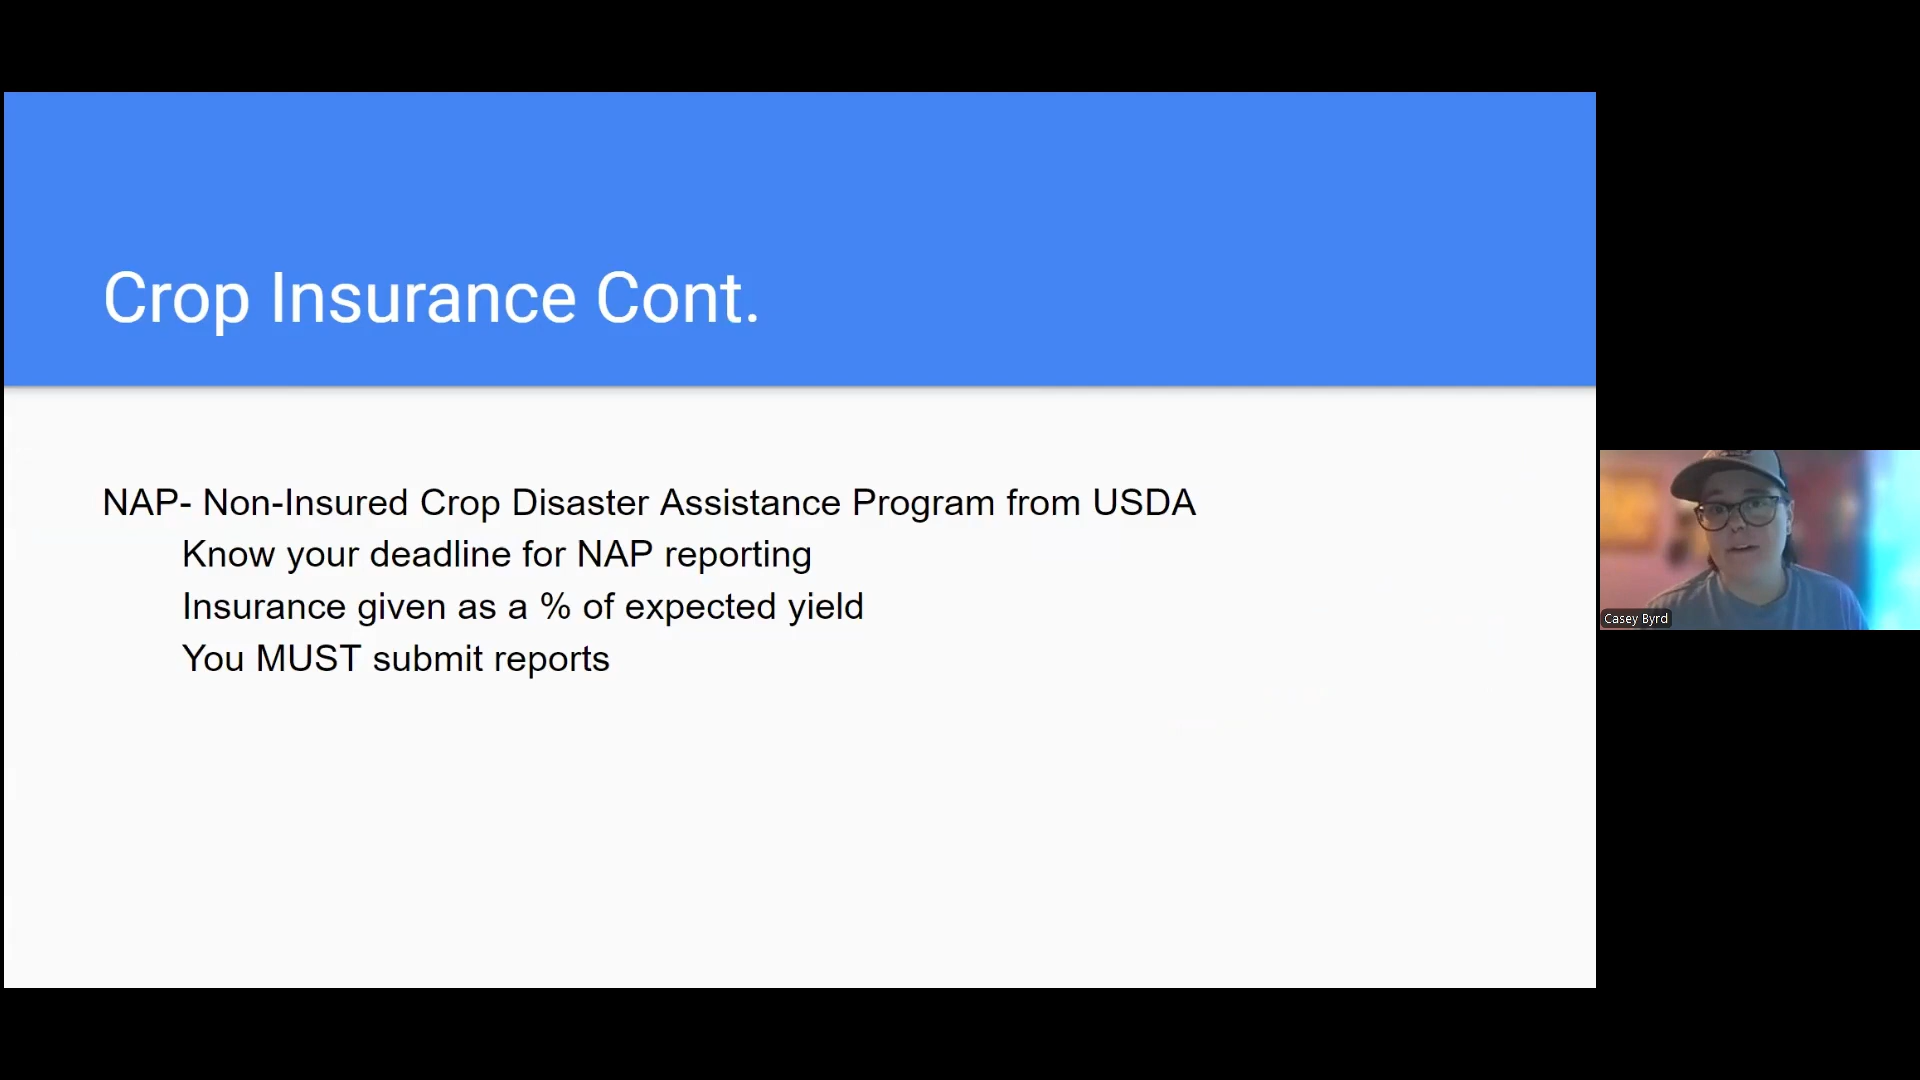 Crop Insurance Cont.
NAP- Non-Insured Crop Disaster Assistance Program from USDA
Know your deadline for NAP reporting
Insurance given as a % of expected yield
You MUST submit reports
Casey Byrd